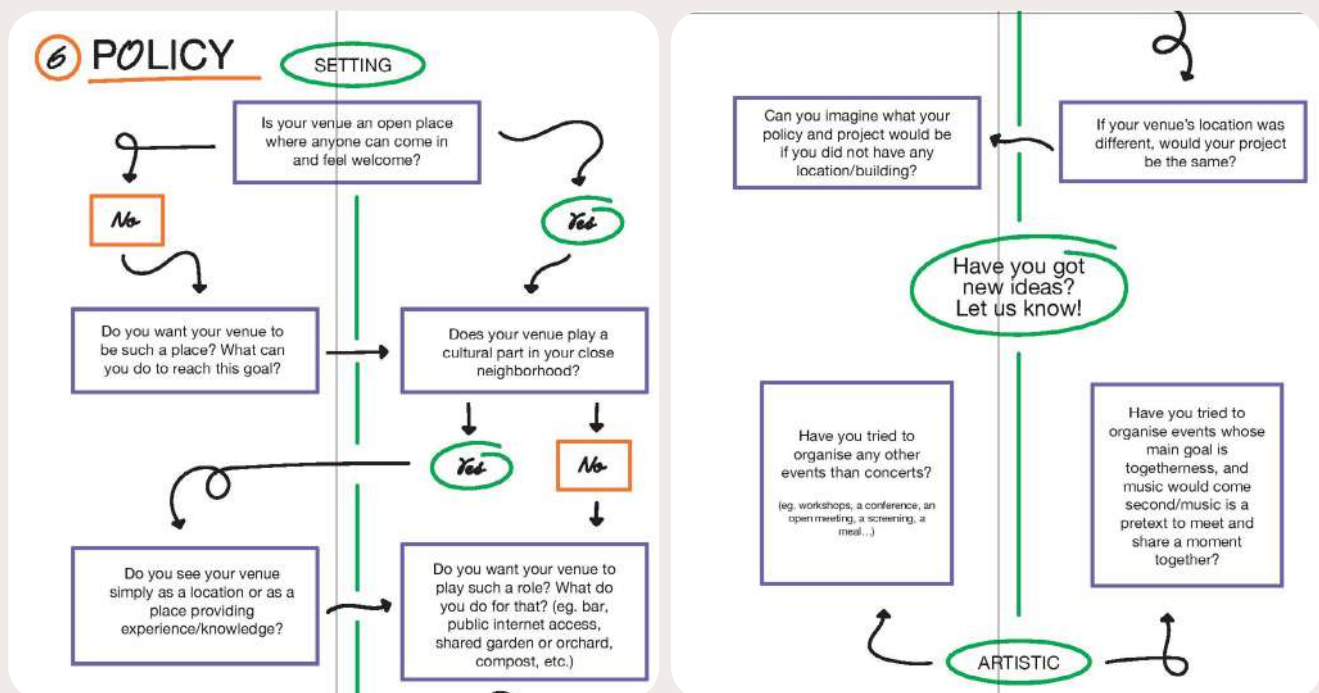 6 POLICY
SETTING
Is your venue an open place
where anyone can come in
and feel welcome?
No
Yes
Do you want your venue to
be such a place? What can
you do to reach this goal?
Does your venue play a
cultural part in your close
neighborhood?
Yes
No
Do you see your venue
simply as a location or as a
place providing
experience/knowledge?
Do you want your venue to
play such a role? What do
you do for that? (eg. bar,
public internet access,
shared garden or orchard,
compost, etc.)
If your venue's location was
different, would your project
be the same?
Can you imagine what your
policy and project would be
if you did not have any
location/building?
Have you got
new ideas?
Let us know!
Have you tried to
organise any other
events than concerts?
(eg. workshops, a conference, an
open meeting, a screening, a
meal...)
Have you tried to
organise events whose
main goal is
togetherness, and
music would come
second/music is a
pretext to meet and
share a moment
together?
ARTISTIC